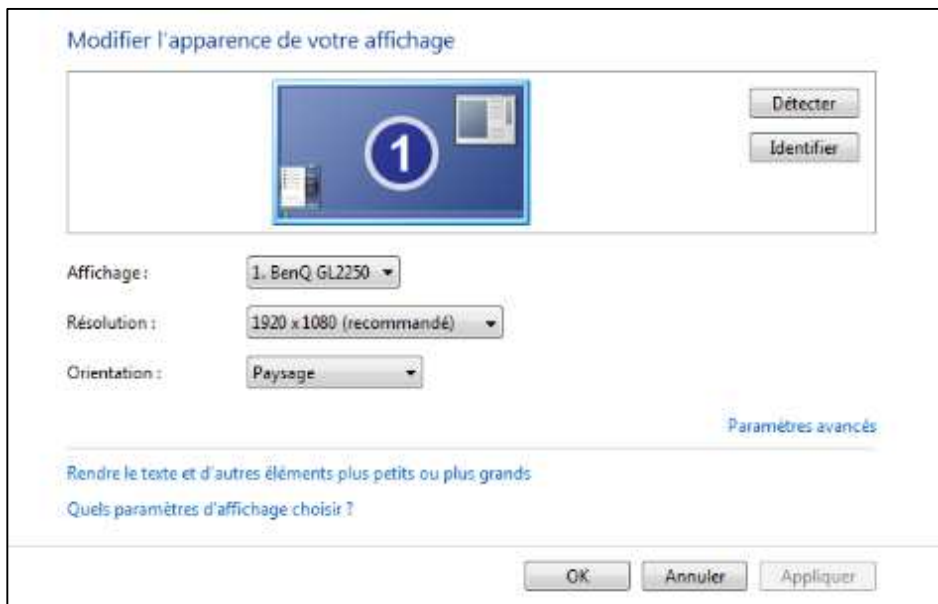 Modifier l'apparence de votre affichage
1
Détecter
Identifier
Affichage :
1. BenQ GL2250
Résolution :
1920 x 1080 (recommandé)
Orientation :
Paysage
Paramètres avancés
Rendre le texte et d'autres éléments plus petits ou plus grands
Quels paramètres d'affichage choisir ?
OK
Annuler
Appliquer